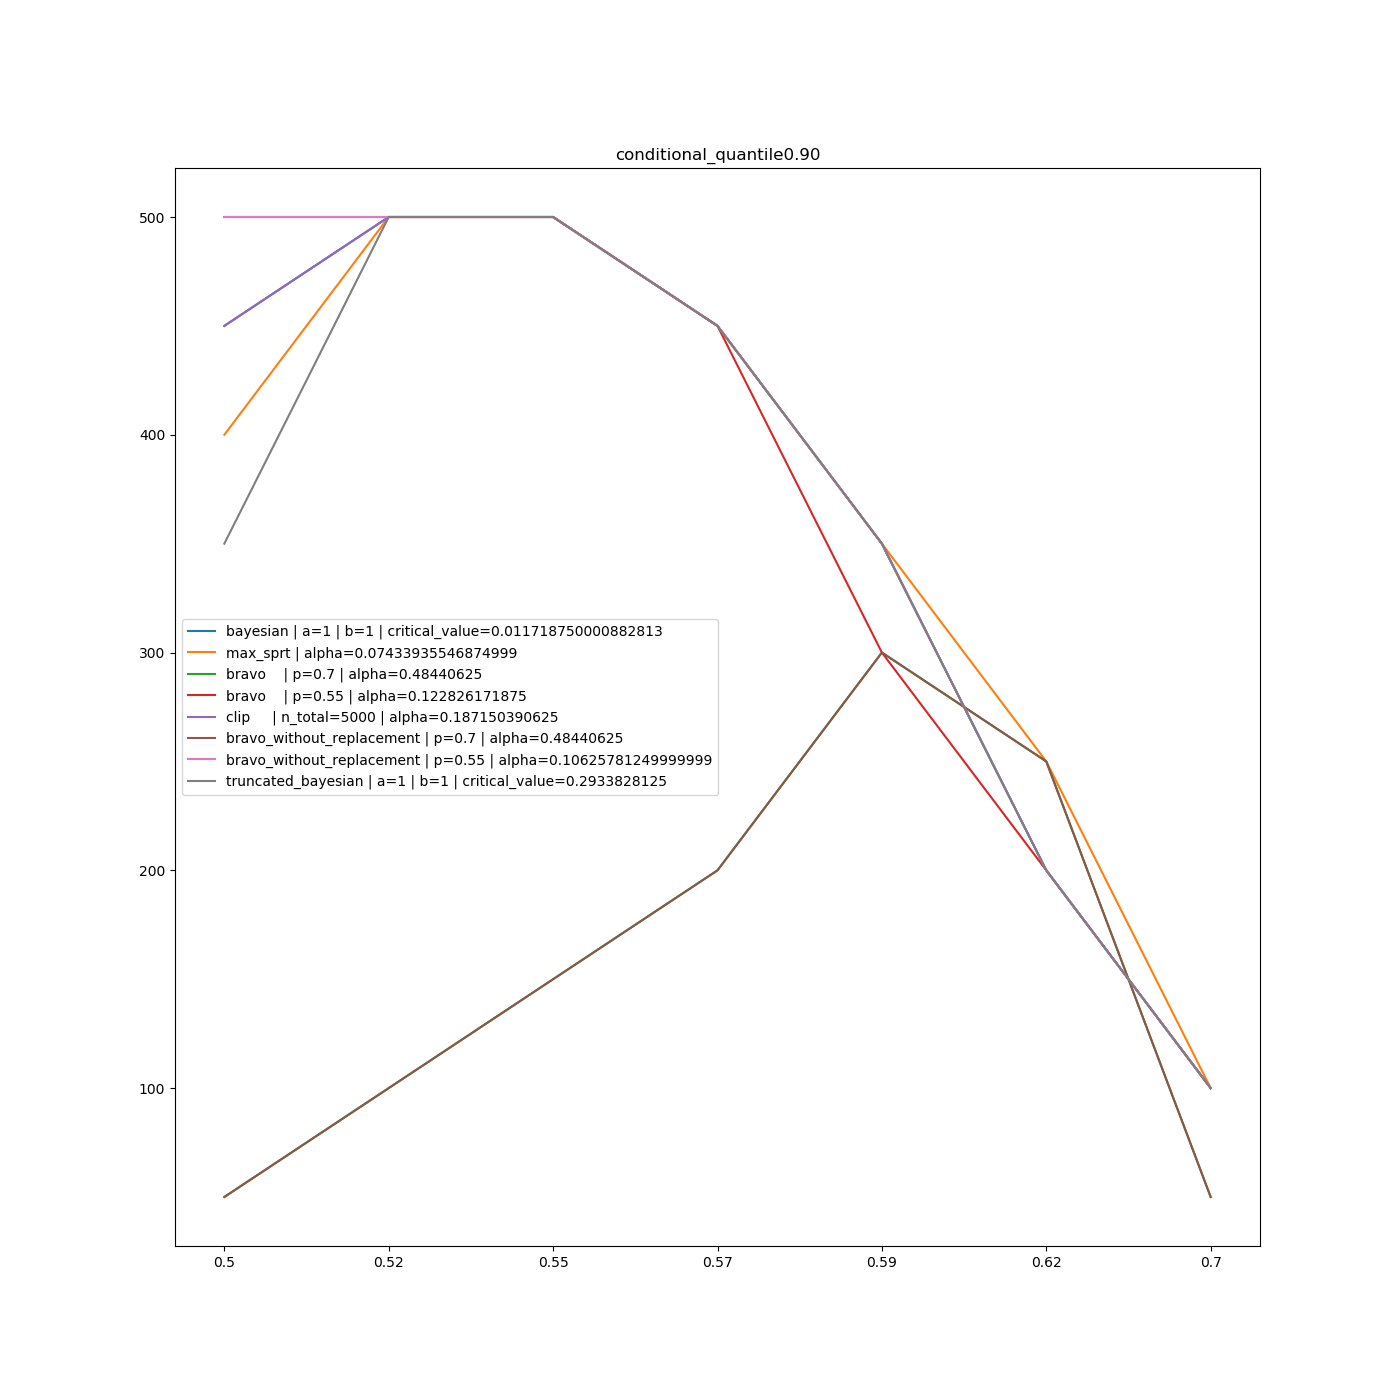 conditional_quantile0.90
500
400
300
200
100
bayesian | a=1 | b=1 | critical_value=0.011718750000882813
max_sprt | alpha=0.07433935546874999
bravo    | p=0.7 | alpha=0.48440625
bravo    | p=0.55 | alpha=0.122826171875
clip     | n_total=5000 | alpha=0.187150390625
bravo_without_replacement | p=0.7 | alpha=0.48440625
bravo_without_replacement | p=0.55 | alpha=0.10625781249999999
truncated_bayesian | a=1 | b=1 | critical_value=0.2933828125
0.5 0.52 0.55 0.57 0.59 0.62 0.7